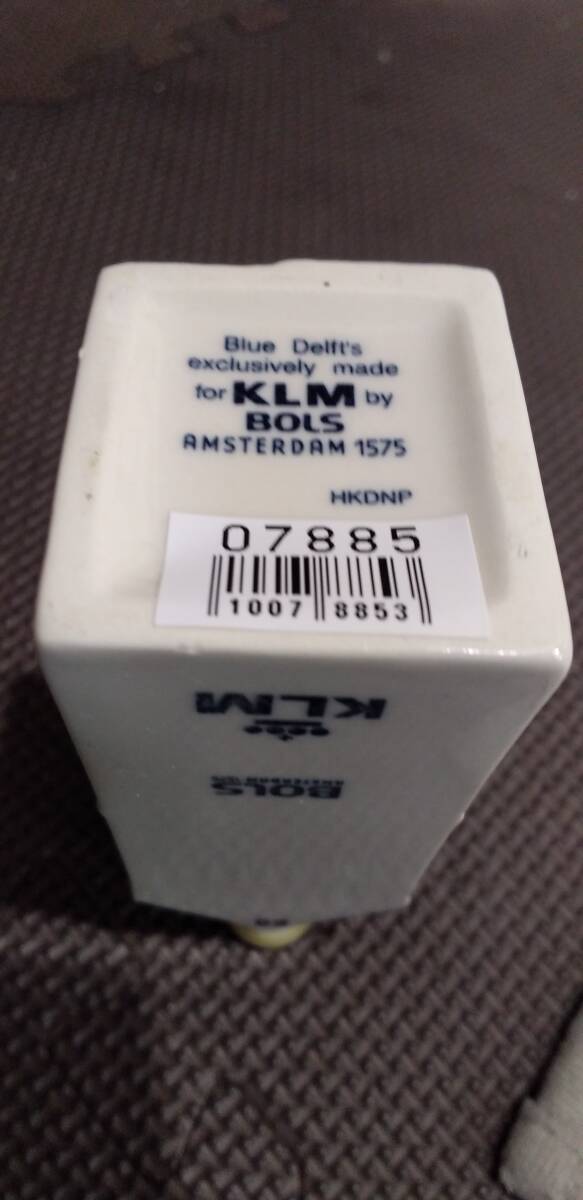 Blue Delft's
exclusively made
for KLM by
BOLS
AMSTERDAM 1575
HKDNP
07885
1007 8853
KLM
BOLS